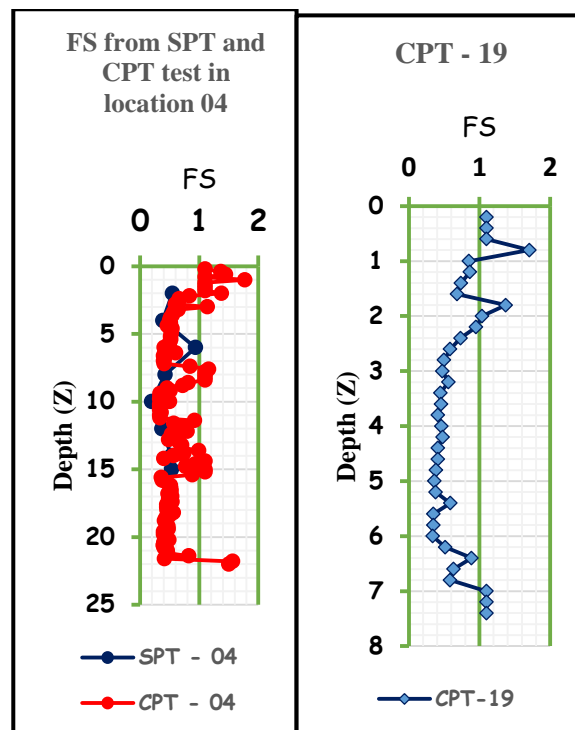 FS from SPT and
CPT test in
location 04
FS
0 1 2
0
5
10
15
20
25
Depth (Z)
SPT - 04
CPT - 04
CPT - 19
FS
0 1 2
0
1
2
3
4
5
6
7
8
Depth (Z)
CPT-19